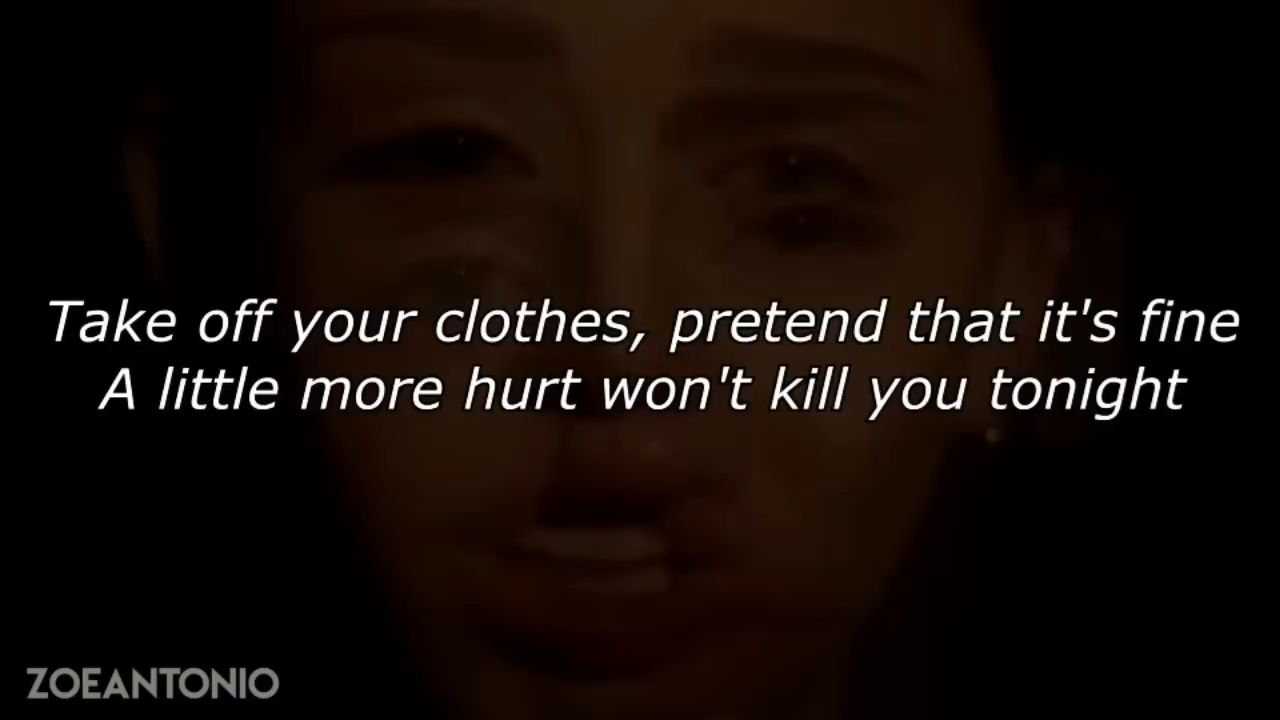 Take off your clothes, pretend that it's fine
A little more hurt won't kill you tonight
ZOEANTONIO